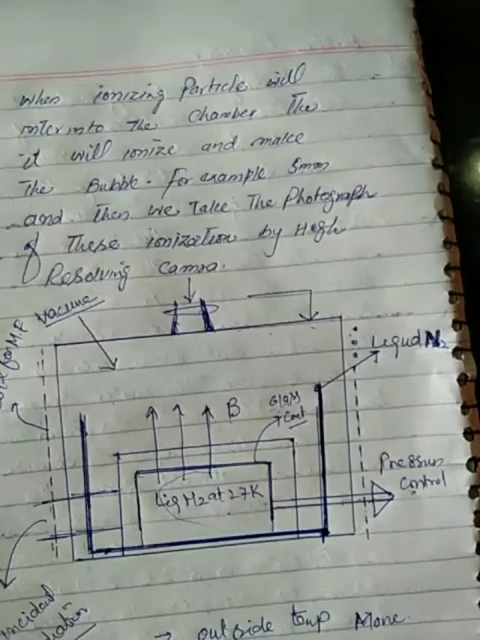 When ionizing Particle will
enter into The Chamber The
it will ionize and make
The Bubble. For example 5mm
and Then we Take The Photograph
of These ionization by High
Resolving Camra.
Vacume
Liquid N2
B
Liq H2 at 27K
Pressure
Control
incident
→ outside temp More.